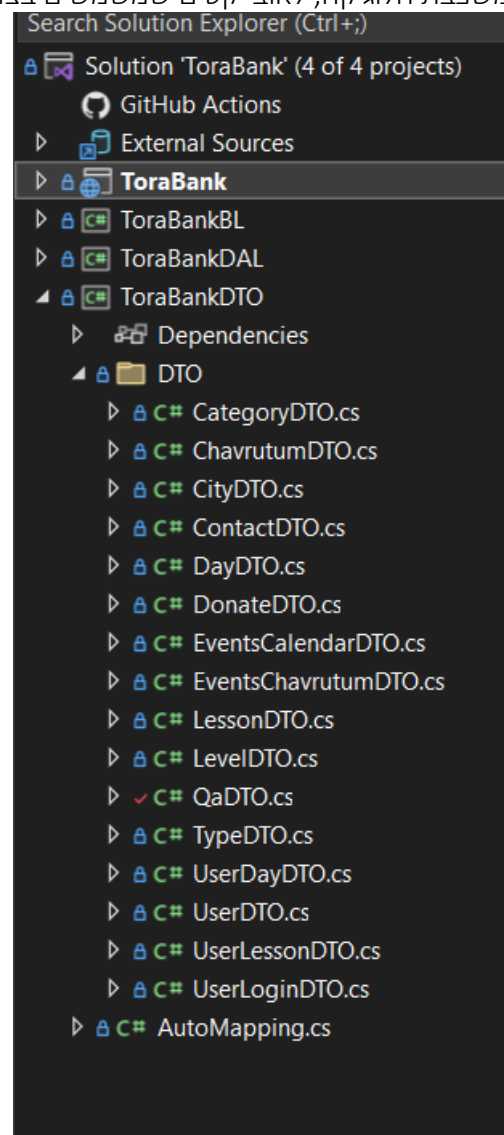 Search Solution Explorer (Ctrl+;)
Solution 'ToraBank' (4 of 4 projects)
GitHub Actions
External Sources
ToraBank
C# ToraBankBL
C# ToraBankDAL
C# ToraBankDTO
Dependencies
DTO
C# CategoryDTO.cs
C# ChavrutumDTO.cs
C# CityDTO.cs
C# ContactDTO.cs
C# DayDTO.cs
C# DonateDTO.cs
C# EventsCalendarDTO.cs
C# EventsChavrutumDTO.cs
C# LessonDTO.cs
C# LevelDTO.cs
C# QaDTO.cs
C# TypeDTO.cs
C# UserDayDTO.cs
C# UserDTO.cs
C# UserLessonDTO.cs
C# UserLoginDTO.cs
C# AutoMapping.cs